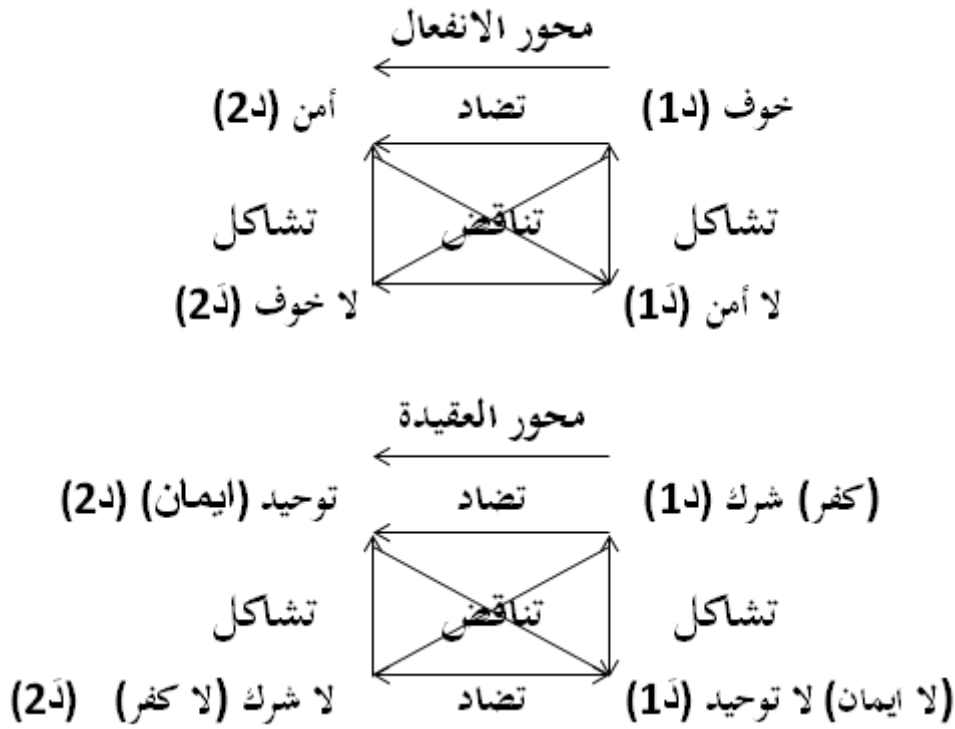 محور الانفعال
خوف (د1) تضاد أمن (د2)
تشاكل تناقض تشاكل
لا أمن (دَ1) لا خوف (دَ2)
محور العقيدة
(كفر) شرك (د1) تضاد توحيد (ايمان) (د2)
تشاكل تناقض تشاكل
(لا ايمان) لا توحيد (دَ1) تضاد لا شرك (لا كفر) (دَ2)